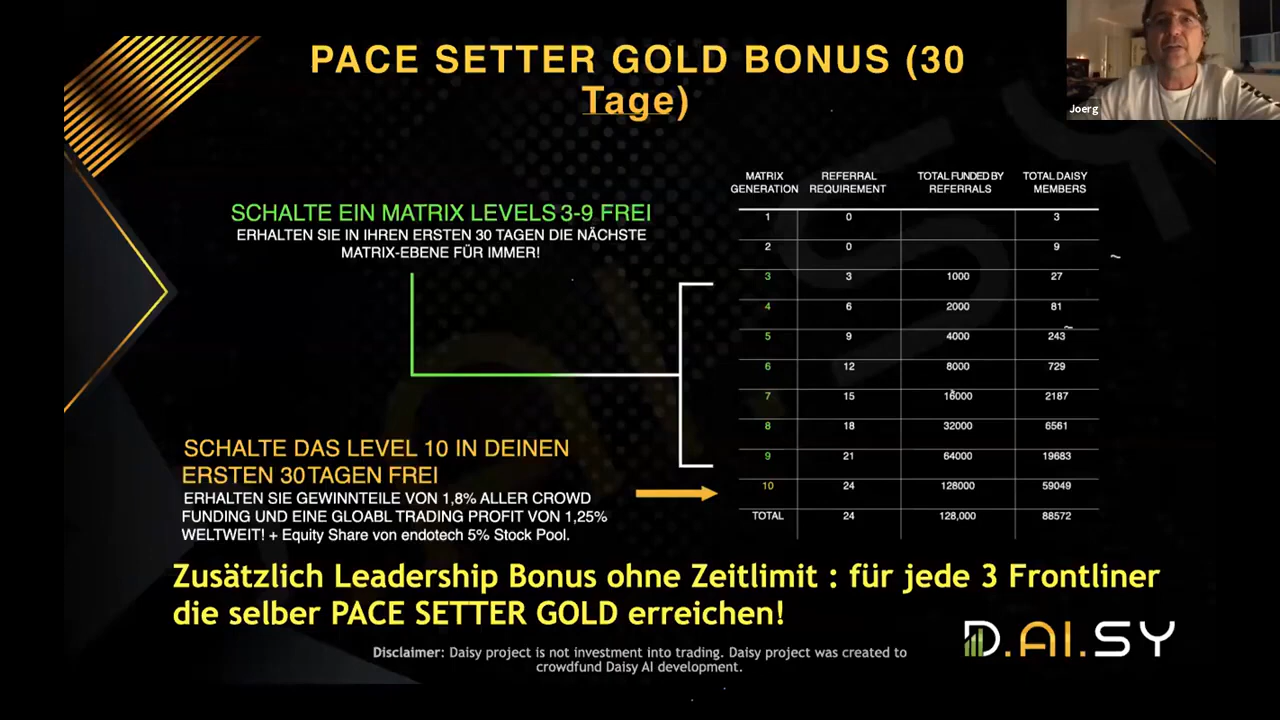 PACE SETTER GOLD BONUS (30
Tage)
Joerg
SCHALTE EIN MATRIX LEVELS 3-9 FREI
ERHALTEN SIE IN IHREN ERSTEN 30 TAGEN DIE NÄCHSTE
MATRIX-EBENE FÜR IMMER!
SCHALTE DAS LEVEL 10 IN DEINEN
ERSTEN 30 TAGEN FREI
ERHALTEN SIE GEWINNTEILE VON 1,8% ALLER CROWD
FUNDING UND EINE GLOABL TRADING PROFIT VON 1,25%
WELTWEIT! + Equity Share von endotech 5% Stock Pool.
MATRIX GENERATION REFERRAL REQUIREMENT TOTAL FUNDED BY REFERRALS TOTAL DAISY MEMBERS
1 0 3
2 0 9
3 3 1000 27
4 6 2000 81
5 9 4000 243
6 12 8000 729
7 15 16000 2187
8 18 32000 6561
9 21 64000 19683
10 24 128000 59049
TOTAL 24 128,000 88572
Zusätzlich Leadership Bonus ohne Zeitlimit : für jede 3 Frontliner
die selber PACE SETTER GOLD erreichen!
D.AI.SY
Disclaimer: Daisy project is not investment into trading. Daisy project was created to
crowdfund Daisy AI development.